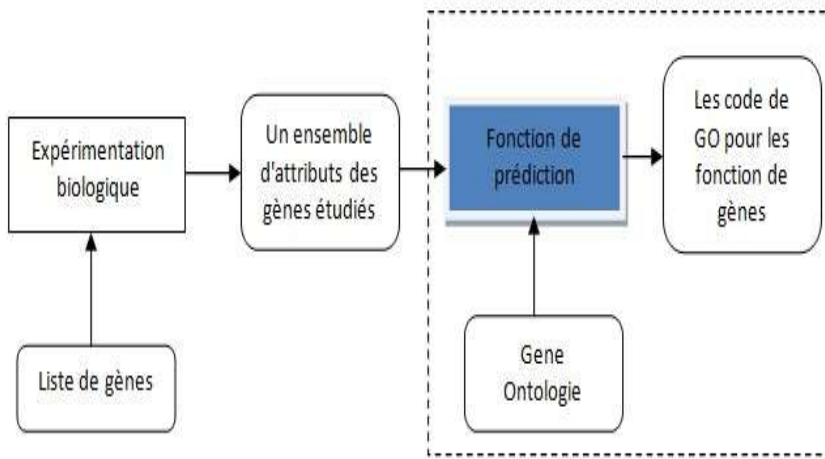 Expérimentation
biologique
Un ensemble
d'attributs des
gènes étudiés
Fonction de
prédiction
Les code de
GO pour les
fonction de
gènes
Liste de gènes
Gene
Ontologie